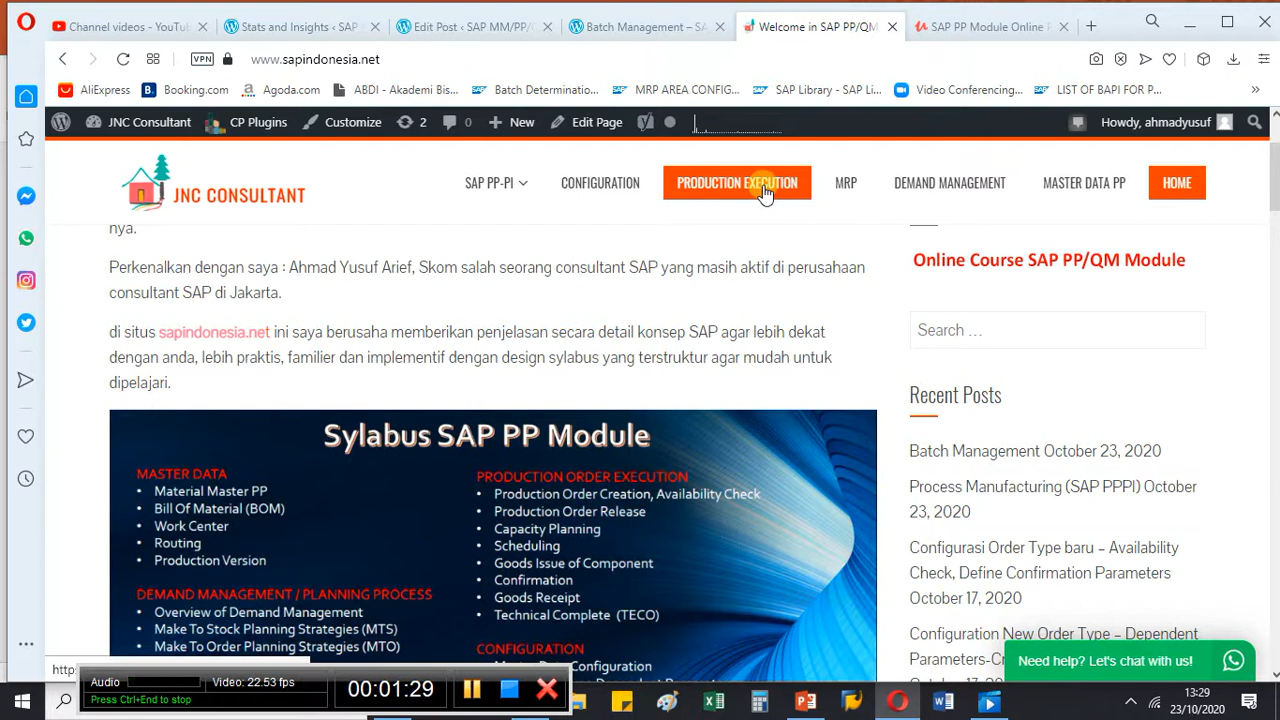 Channel videos - YouTu
Stats and Insights ‹ SAP
Edit Post ‹ SAP MM/PP/
Batch Management – SA
Welcome in SAP PP/QM
SAP PP Module Online
VPN
www.sapindonesia.net
AliExpress
Booking.com
Agoda.com
ABDI - Akademi Bis...
Batch Determination...
MRP AREA CONFIG...
SAP Library - SAP Li...
Video Conferencing...
LIST OF BAPI FOR P...
JNC Consultant
CP Plugins
Customize
2
0
New
Edit Page
Howdy, ahmadyusuf
JNC CONSULTANT
SAP PP-PI
CONFIGURATION
PRODUCTION EXECUTION
MRP
DEMAND MANAGEMENT
MASTER DATA PP
HOME
nya.
Perkenalkan dengan saya : Ahmad Yusuf Arief, Skom salah seorang consultant SAP yang masih aktif di perusahaan
consultant SAP di Jakarta.
di situs sapindonesia.net ini saya berusaha memberikan penjelasan secara detail konsep SAP agar lebih dekat
dengan anda, lebih praktis, familier dan implementif dengan design sylabus yang terstruktur agar mudah untuk
dipelajari.
Sylabus SAP PP Module
MASTER DATA
• Material Master PP
• Bill Of Material (BOM)
• Work Center
• Routing
• Production Version
DEMAND MANAGEMENT / PLANNING PROCESS
• Overview of Demand Management
• Make To Stock Planning Strategies (MTS)
• Make To Order Planning Strategies (MTO)
PRODUCTION ORDER EXECUTION
• Production Order Creation, Availability Check
• Production Order Release
• Capacity Planning
• Scheduling
• Goods Issue of Component
• Confirmation
• Goods Receipt
• Technical Complete (TECO)
CONFIGURATION
Online Course SAP PP/QM Module
Search …
Recent Posts
Batch Management October 23, 2020
Process Manufacturing (SAP PPPI) October
23, 2020
Configurasi Order Type baru – Availability
Check, Define Confirmation Parameters
October 17, 2020
Configuration New Order Type – Dependent
Need help? Let's chat with us!
Audio
Press Ctrl+End to stop
Video: 22.53 fps
00:01:29
13:29
23/10/2020